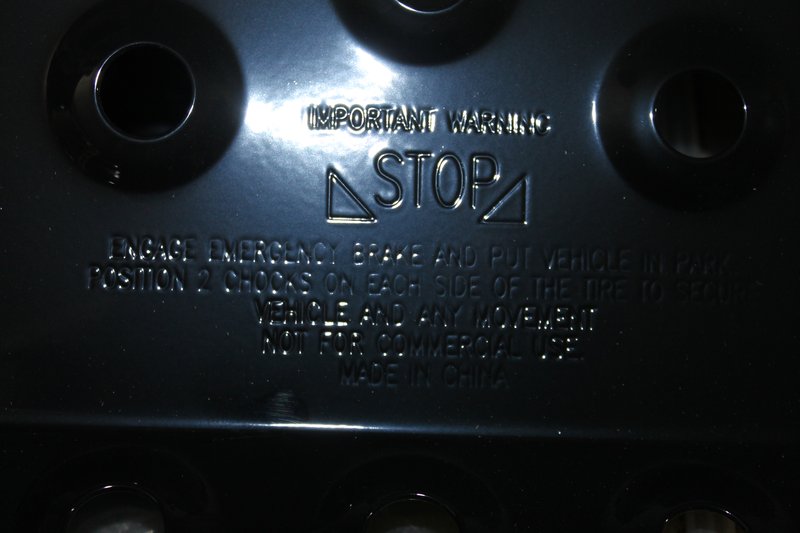 IMPORTANT WARNING
STOP
ENGAGE EMERGENCY BRAKE AND PUT VEHICLE IN PARK
POSITION 2 CHOCKS ON EACH SIDE OF THE TIRE TO
VEHICLE AND ANY MOVEMENT
NOT FOR COMMERCIAL USE.
MADE IN CHINA